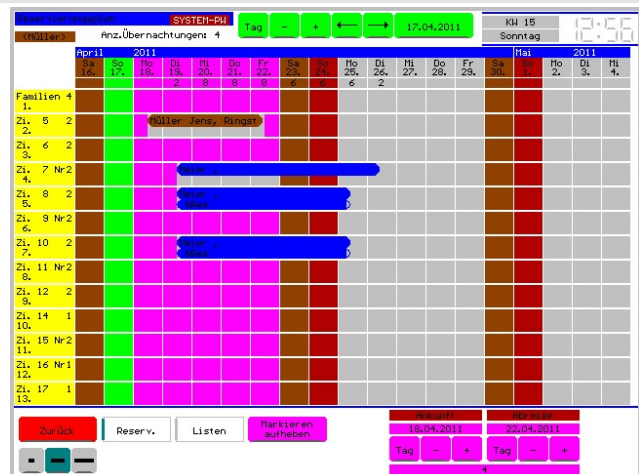 Reservierungsplan SYSTEM-PW
(Müller) Anz.Übernachtungen: 4
Tag - + ← → 17.04.2011
KW 15
Sonntag
April 2011 Mai 2011
Sa So Mo Di Mi Do Fr Sa So Mo Di Mi Do Fr Sa So Mo Di Mi
16. 17. 18. 19. 20. 21. 22. 23. 24. 25. 26. 27. 28. 29. 30. 1. 2. 3. 4.
2 8 8 8 6 6 6 2
Familien 4
1.
Zi. 5 2 Müller Jens, Ringst
2.
Zi. 6 2
3.
Zi. 7 Nr2
4.
Zi. 8 2
5.
Zi. 9 Nr2
6.
Zi. 10 2
7.
Zi. 11 Nr2
8.
Zi. 12 2
9.
Zi. 14 1
10.
Zi. 15 Nr2
11.
Zi. 16 Nr1
12.
Zi. 17 1
13.
Zurück Reserv. Listen Markieren aufheben
Ankunft Abreise
18.04.2011 22.04.2011
Tag - + Tag - +
4